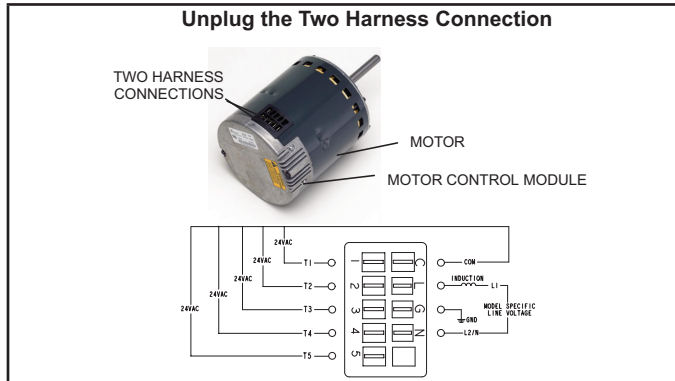 Unplug the Two Harness Connection
TWO HARNESS
CONNECTIONS
MOTOR
MOTOR CONTROL MODULE
24VAC
24VAC
24VAC
24VAC
24VAC
T1
T2
T3
T4
T5
1
2
3
4
5
C
L
G
N
COM
INDUCTION
L1
MODEL SPECIFIC
LINE VOLTAGE
GND
L2/N